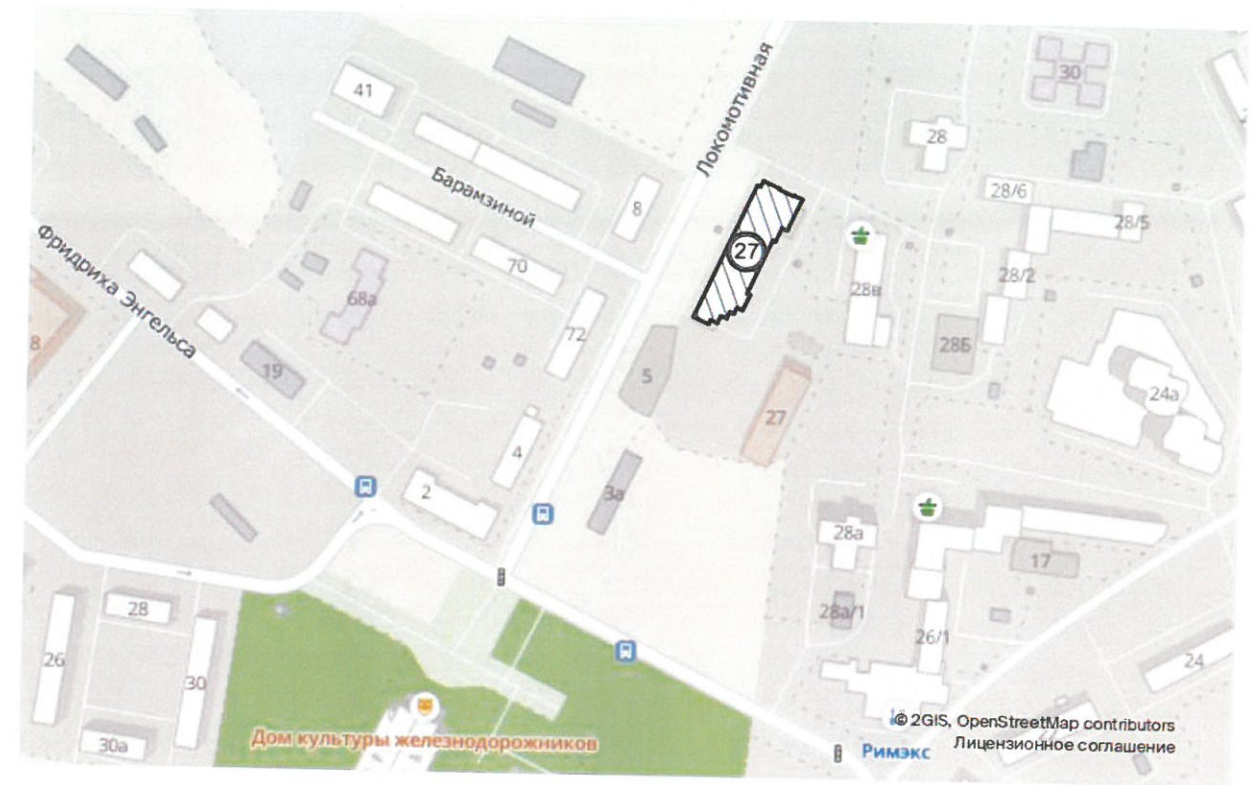 Локомотивная
30
41
28
28/6
Барамзиной
8
28/5
27
Фридриха Энгельса
70
28/2
68а
28в
72
8
5
28Б
19
24а
27
4
2
3а
28а
17
28
28а/1
26/1
26
30
24
30а
Дом культуры железнодорожников
© 2GIS, OpenStreetMap contributors
Лицензионное соглашение
Римэкс